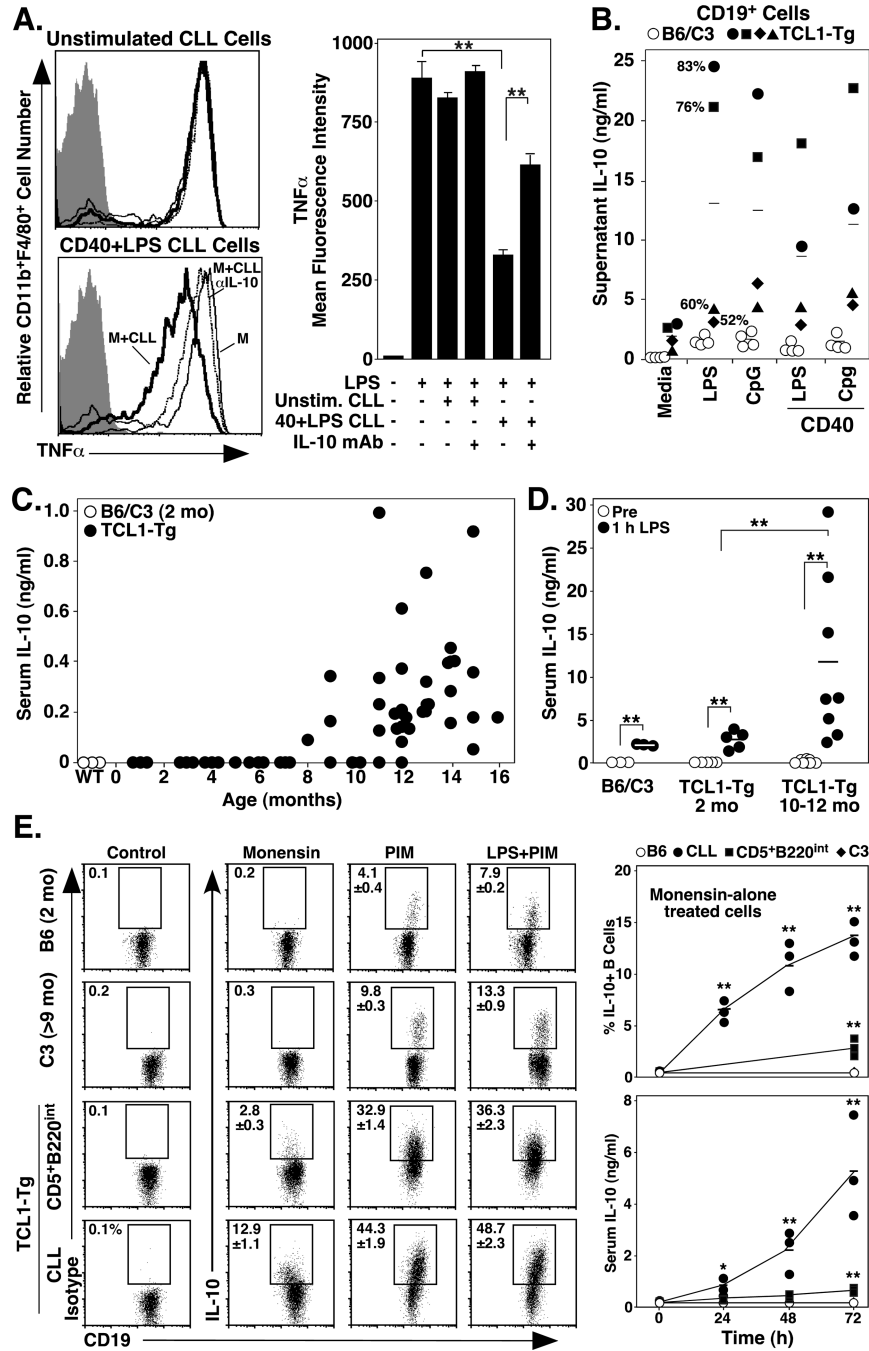 A.
Unstimulated CLL Cells
CD40+LPS CLL Cells
M+CLL
αIL-10
M+CLL
M
Relative CD11b⁺F4/80⁺ Cell Number
TNFα
TNFα
Mean Fluorescence Intensity
1000
750
500
250
0
**
**
LPS - + + + + +
Unstim. CLL - - + + - -
40+LPS CLL - - - - + +
IL-10 mAb - - - + - +
0 2 4 6 8 10
B.
CD19⁺ Cells
B6/C3 TCL1-Tg
Supernatant IL-10 (ng/ml)
25
20
15
10
5
0
83%
76%
60%
52%
Media
LPS
CpG
LPS
Cpg
CD40
C.
B6/C3 (2 mo)
TCL1-Tg
Serum IL-10 (ng/ml)
1.0
0.8
0.6
0.4
0.2
0
WT 0 2 4 6 8 10 12 14 16
Age (months)
D.
Pre
1 h LPS
Serum IL-10 (ng/ml)
30
25
20
15
10
5
0
**
**
**
**
B6/C3 TCL1-Tg TCL1-Tg
2 mo 10-12 mo
E.
Control Monensin PIM LPS+PIM
B6 (2 mo)
0.1 0.2 4.1 7.9
±0.4 ±0.2
C3 (>9 mo)
0.2 0.3 9.8 13.3
±0.3 ±0.9
TCL1-Tg
CD5⁺B220ⁱⁿᵗ
0.1 2.8 32.9 36.3
±0.3 ±1.4 ±2.3
CLL
Isotype
0.1% 12.9 44.3 48.7
±1.1 ±1.9 ±2.3
IL-10
CD19
B6 CLL CD5⁺B220ⁱⁿᵗ C3
Monensin-alone
treated cells
% IL-10+ B Cells
20
15
10
5
0
**
**
**
**
Serum IL-10 (ng/ml)
8
6
4
2
0
*
**
**
**
0 24 48 72
Time (h)